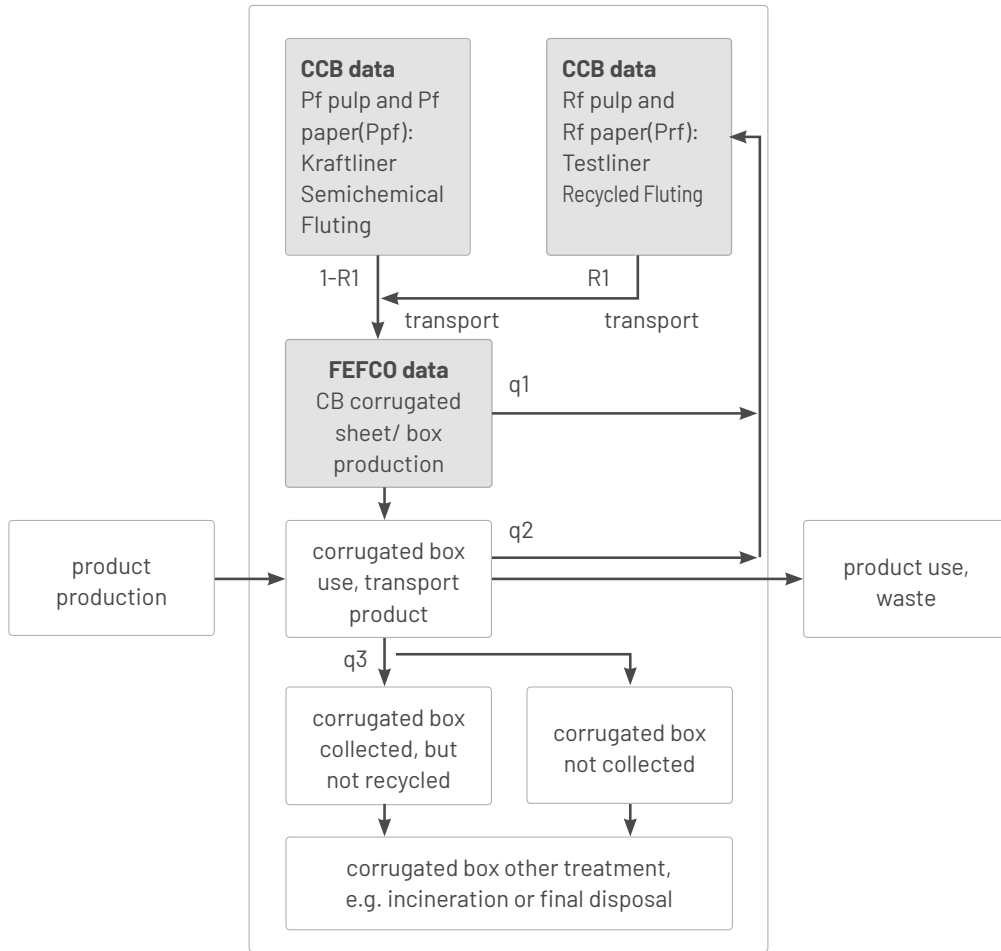 CCB data
Pf pulp and Pf
paper(Ppf):
Kraftliner
Semichemical
Fluting
CCB data
Rf pulp and
Rf paper(Prf):
Testliner
Recycled Fluting
1-R1
R1
transport
transport
FEFCO data
CB corrugated
sheet/ box
production
q1
product
production
corrugated box
use, transport
product
q2
product use,
waste
q3
corrugated box
collected, but
not recycled
corrugated box
not collected
corrugated box other treatment,
e.g. incineration or final disposal